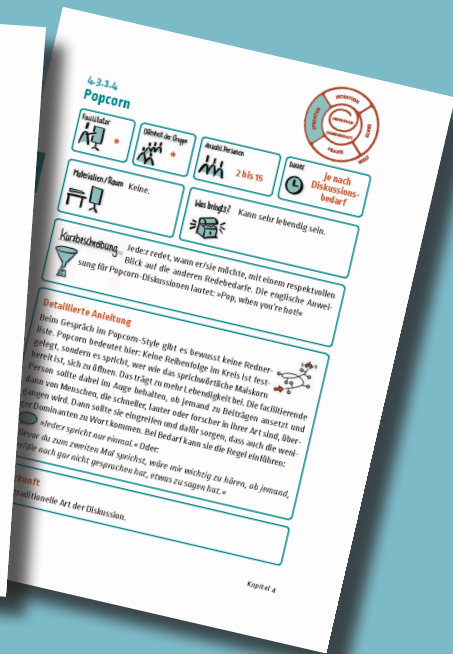 4.3.1.4
Popcorn
Facilitator
*
Offenheit der Gruppe
*
Anzahl Personen
2 bis 15
Dauer
je nach
Diskussions-
bedarf
INTENTION
PRAXIS
Materialien/Raum Keine.
Was bringt's? Kann sehr lebendig sein.
Kurzbeschreibung Jede:r redet, wann er/sie möchte, mit einem respektvollen
Blick auf die anderen Redebedarfe. Die englische Anwei-
sung für Popcorn-Diskussionen lautet: »Pop, when you're hot!«
Detaillierte Anleitung
Beim Gespräch im Popcorn-Style gibt es bewusst keine Redner-
liste. Popcorn bedeutet hier: Keine Reihenfolge im Kreis ist fest-
gelegt, sondern es spricht, wer wie das sprichwörtliche Maiskorn
bereit ist, sich zu öffnen. Das trägt zu mehr Lebendigkeit bei. Die facilitierende
Person sollte dabei im Auge behalten, ob jemand zu Beiträgen ansetzt und
dann von Menschen, die schneller, lauter oder forscher in ihrer Art sind, über-
gangen wird. Dann sollte sie eingreifen und dafür sorgen, dass auch die weni-
ger Dominanten zu Wort kommen. Bei Bedarf kann sie die Regel einführen:
»Jede:r spricht nur einmal.« Oder:
bevor du zum zweiten Mal sprichst, wäre mir wichtig zu hören, ob jemand,
/die noch gar nicht gesprochen hat, etwas zu sagen hat.«
kunft
traditionelle Art der Diskussion.
Kapitel 4